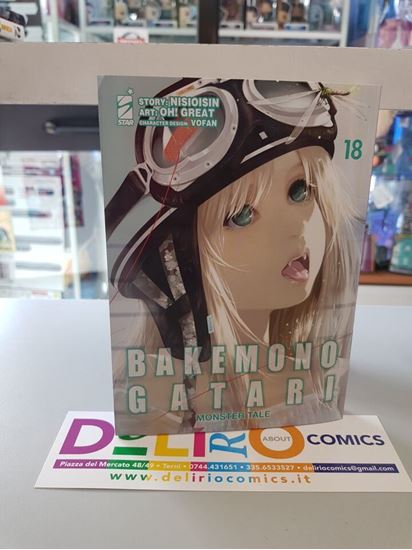 STAR
STORY: NISIOISIN
ART: OH! GREAT
CHARACTER DESIGN: VOFAN
18
BAKEMONO
GATARI
MONSTER TALE
DELIRIO ABOUT COMICS
Piazza del Mercato 48/49 • Terni • 0744.431651 • 335.6533527 • deliriocomics@gmail.com
www.deliriocomics.it